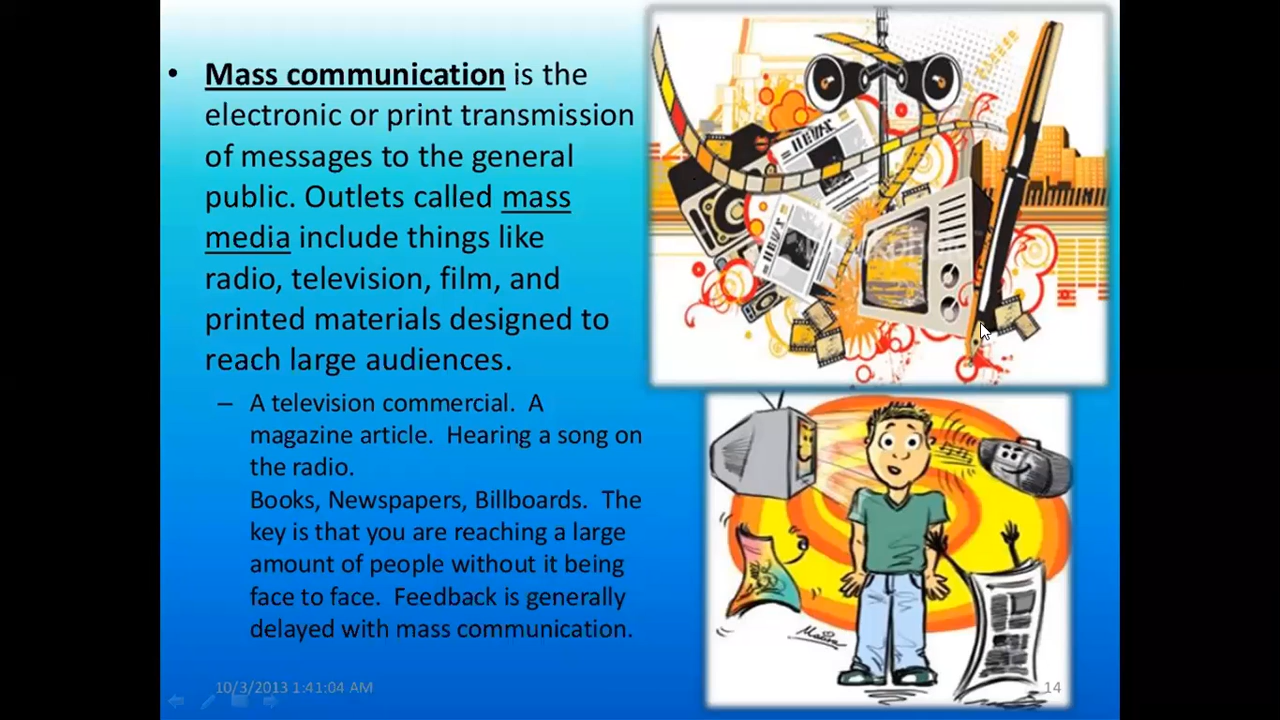 • Mass communication is the
electronic or print transmission
of messages to the general
public. Outlets called mass
media include things like
radio, television, film, and
printed materials designed to
reach large audiences.
– A television commercial. A
magazine article. Hearing a song on
the radio.
Books, Newspapers, Billboards. The
key is that you are reaching a large
amount of people without it being
face to face. Feedback is generally
delayed with mass communication.
NEWS
NEWS
10/3/2013 1:41:04 AM
14